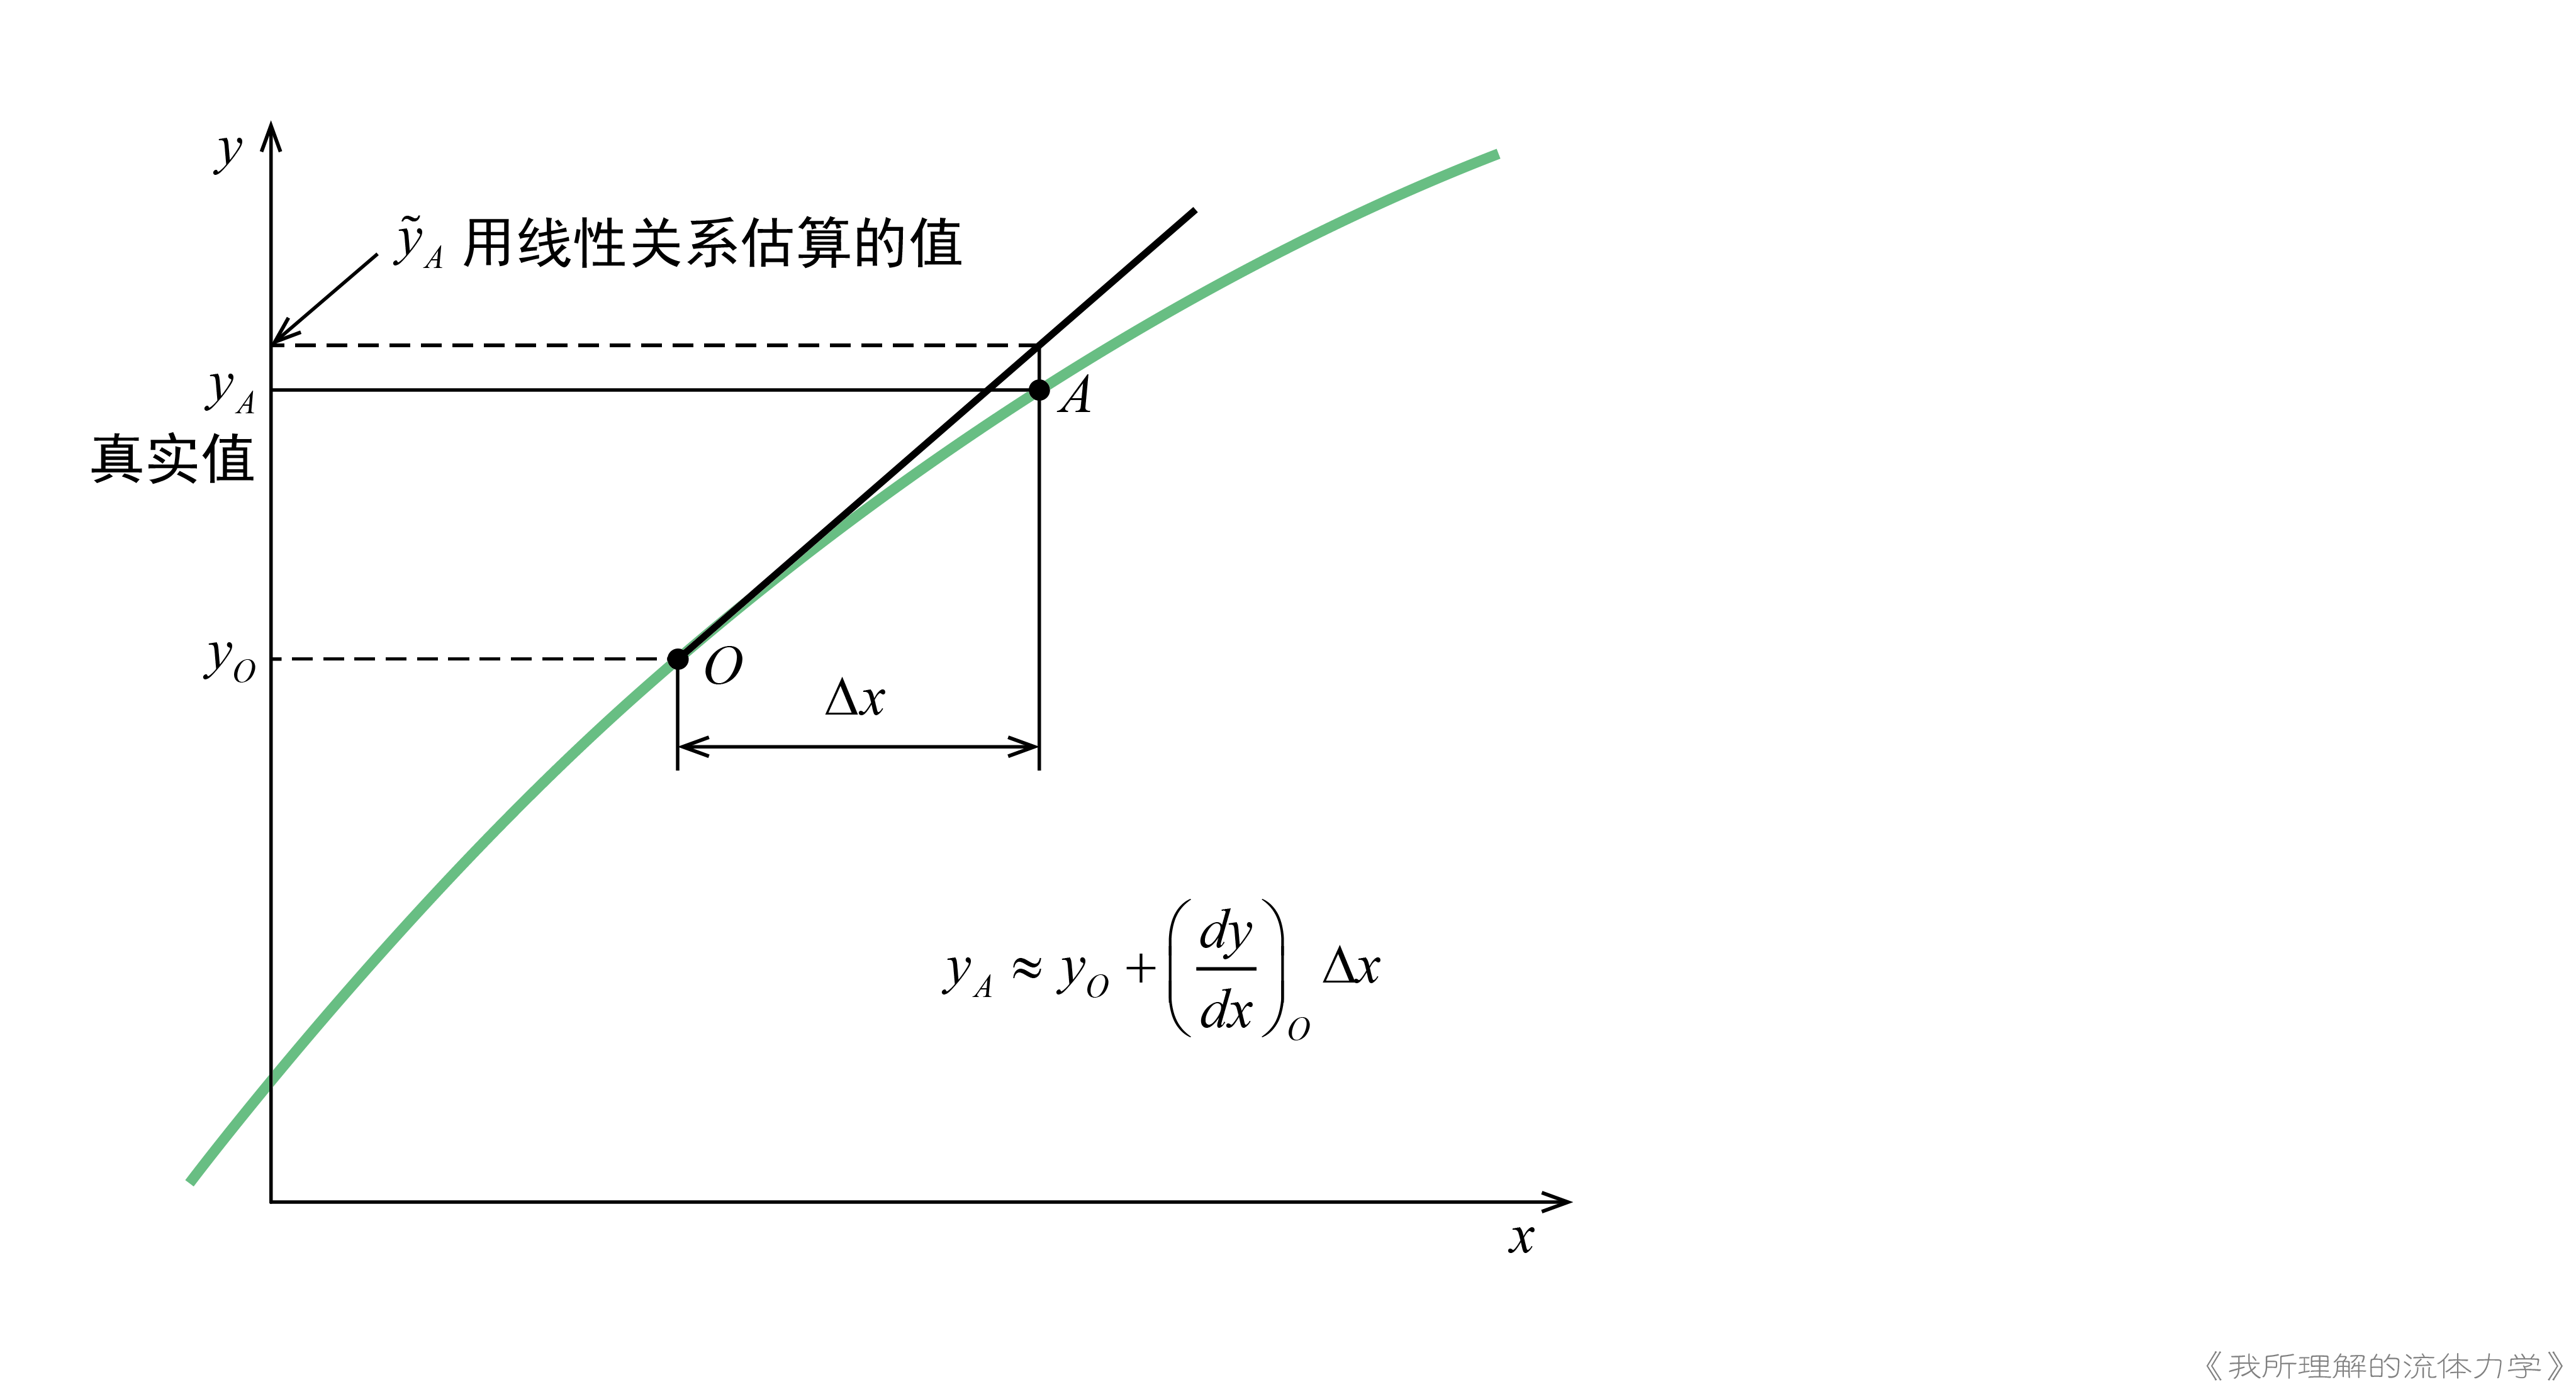 y
ỹ_A 用线性关系估算的值
y_A
A
真实值
y_O
O
Δx
y_A ≈ y_O + (dy/dx)_O Δx
x
《我所理解的流体力学》